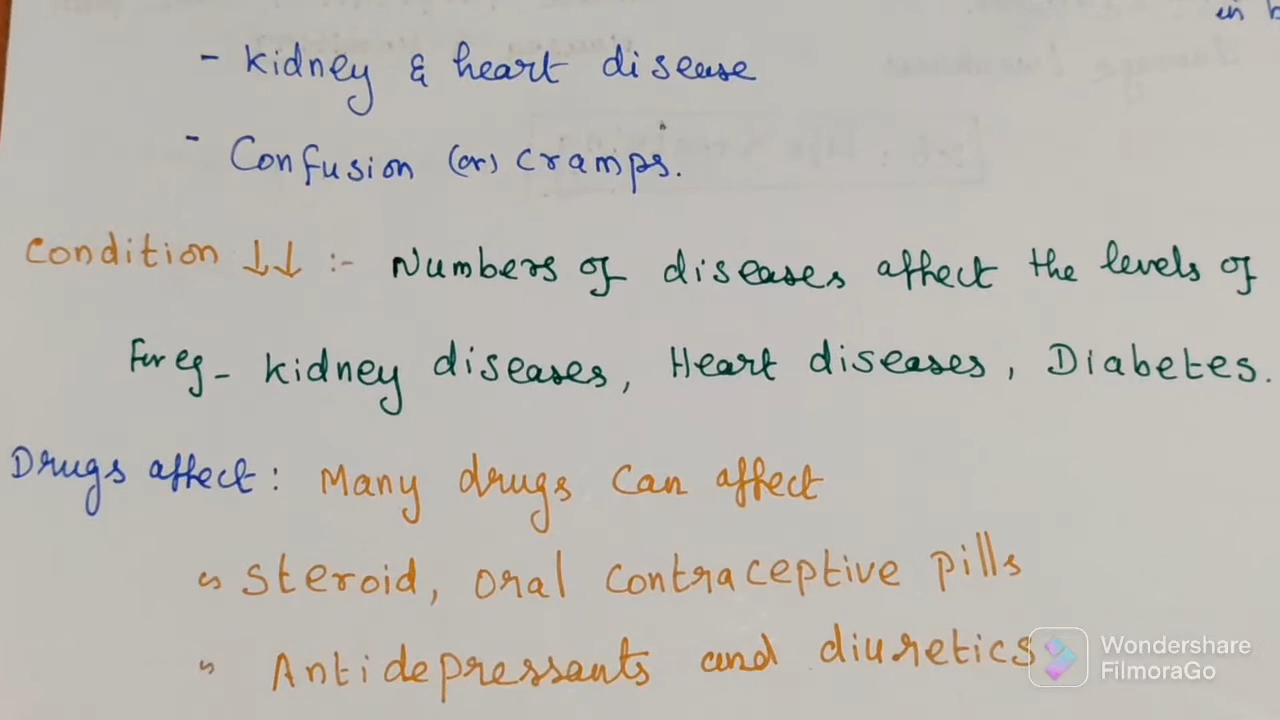 in b
- kidney & heart disease
- Confusion (or) cramps.
Condition ↓↓ :- Numbers of diseases affect the levels of
For eg - kidney diseases, Heart diseases, Diabetes.
Drugs affect : Many drugs can affect
" Steroid, oral contraceptive pills
" Antidepressants and diuretics
Wondershare
FilmoraGo